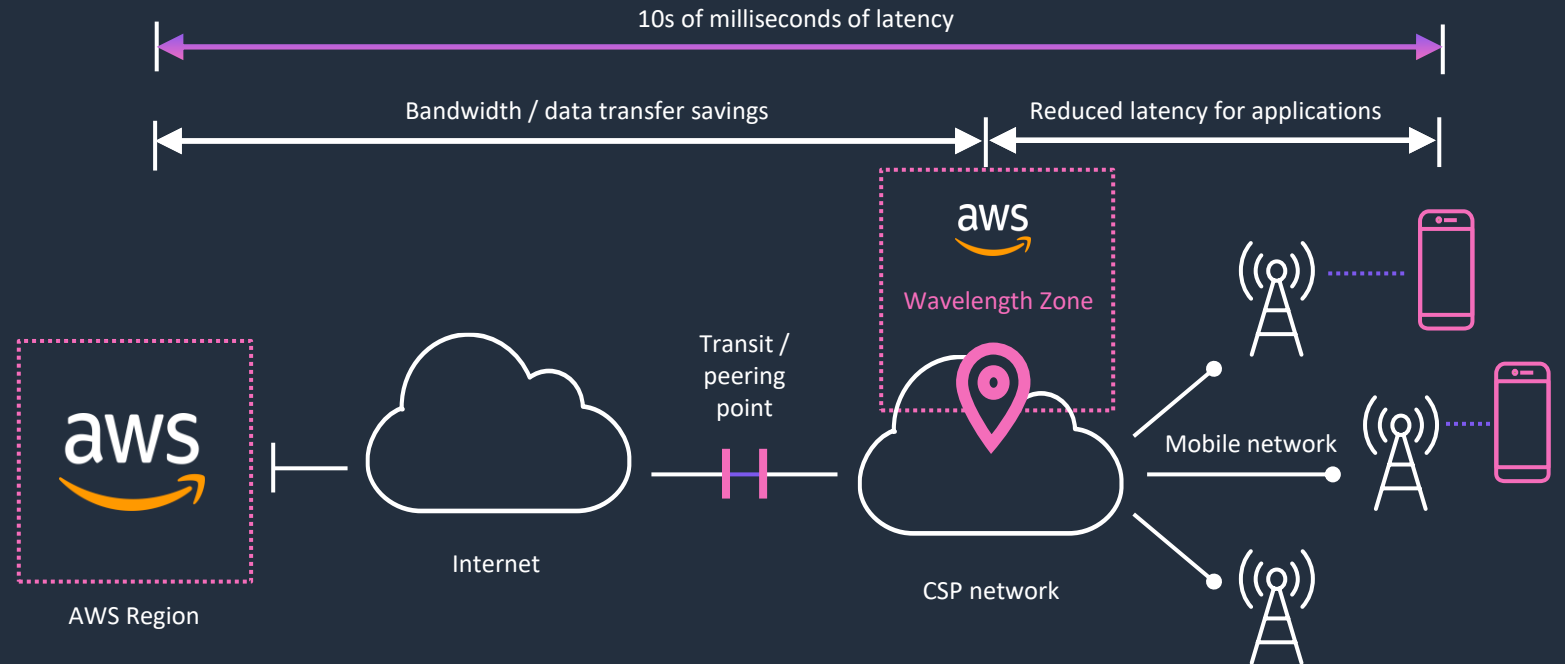 10s of milliseconds of latency
Bandwidth / data transfer savings
Reduced latency for applications
aws
Wavelength Zone
Transit /
peering
point
aws
Mobile network
Internet
CSP network
AWS Region